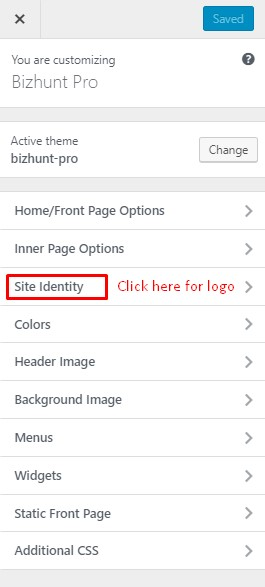 Saved
You are customizing
Bizhunt Pro
Active theme
bizhunt-pro
Change
Home/Front Page Options
Inner Page Options
Site Identity Click here for logo
Colors
Header Image
Background Image
Menus
Widgets
Static Front Page
Additional CSS